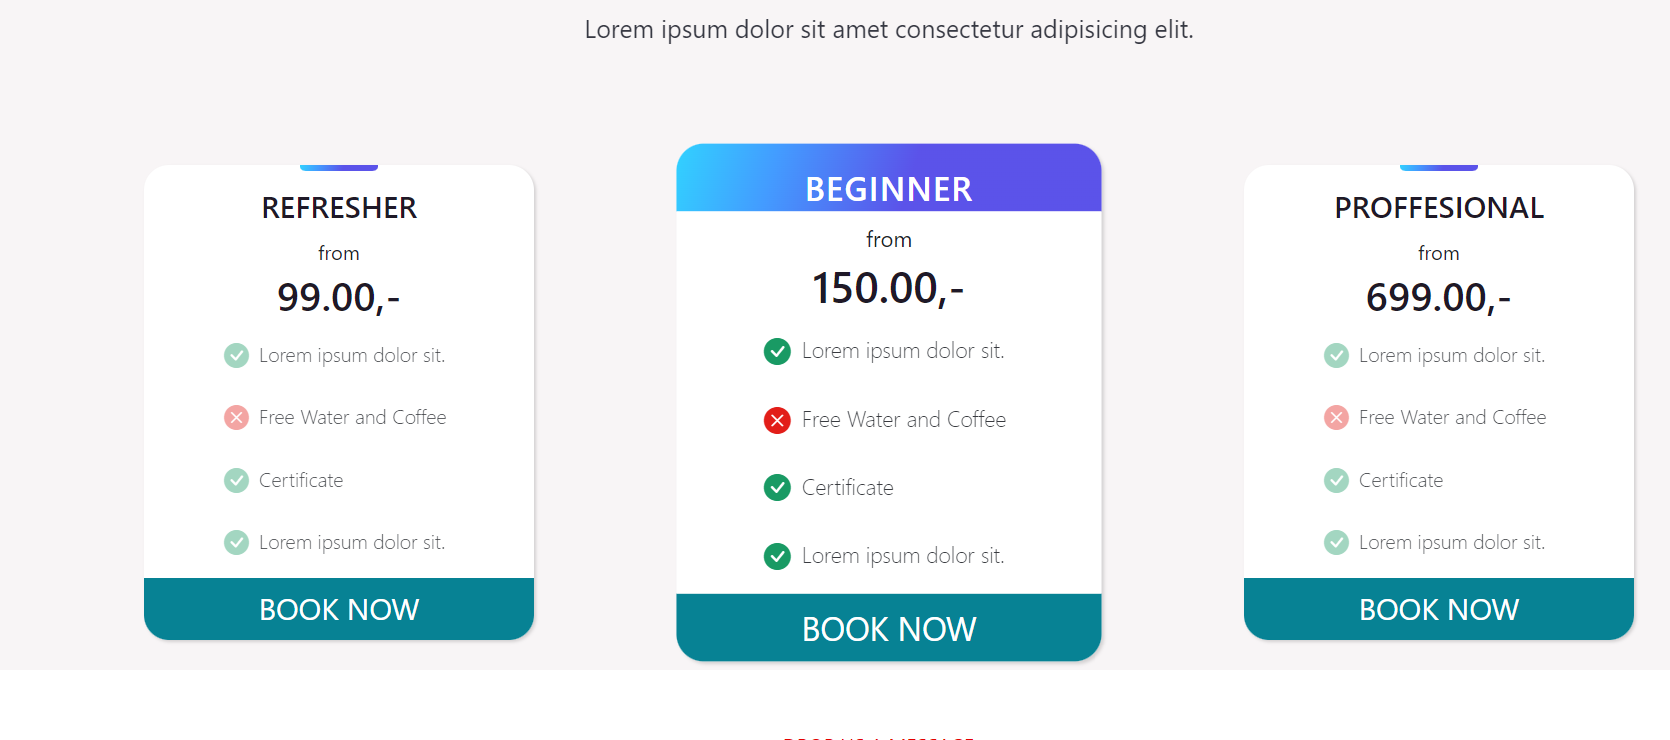 Lorem ipsum dolor sit amet consectetur adipisicing elit.
REFRESHER
from
99.00,-
Lorem ipsum dolor sit.
Free Water and Coffee
Certificate
Lorem ipsum dolor sit.
BOOK NOW
BEGINNER
from
150.00,-
Lorem ipsum dolor sit.
Free Water and Coffee
Certificate
Lorem ipsum dolor sit.
BOOK NOW
PROFFESIONAL
from
699.00,-
Lorem ipsum dolor sit.
Free Water and Coffee
Certificate
Lorem ipsum dolor sit.
BOOK NOW
DROP US A MESSAGE